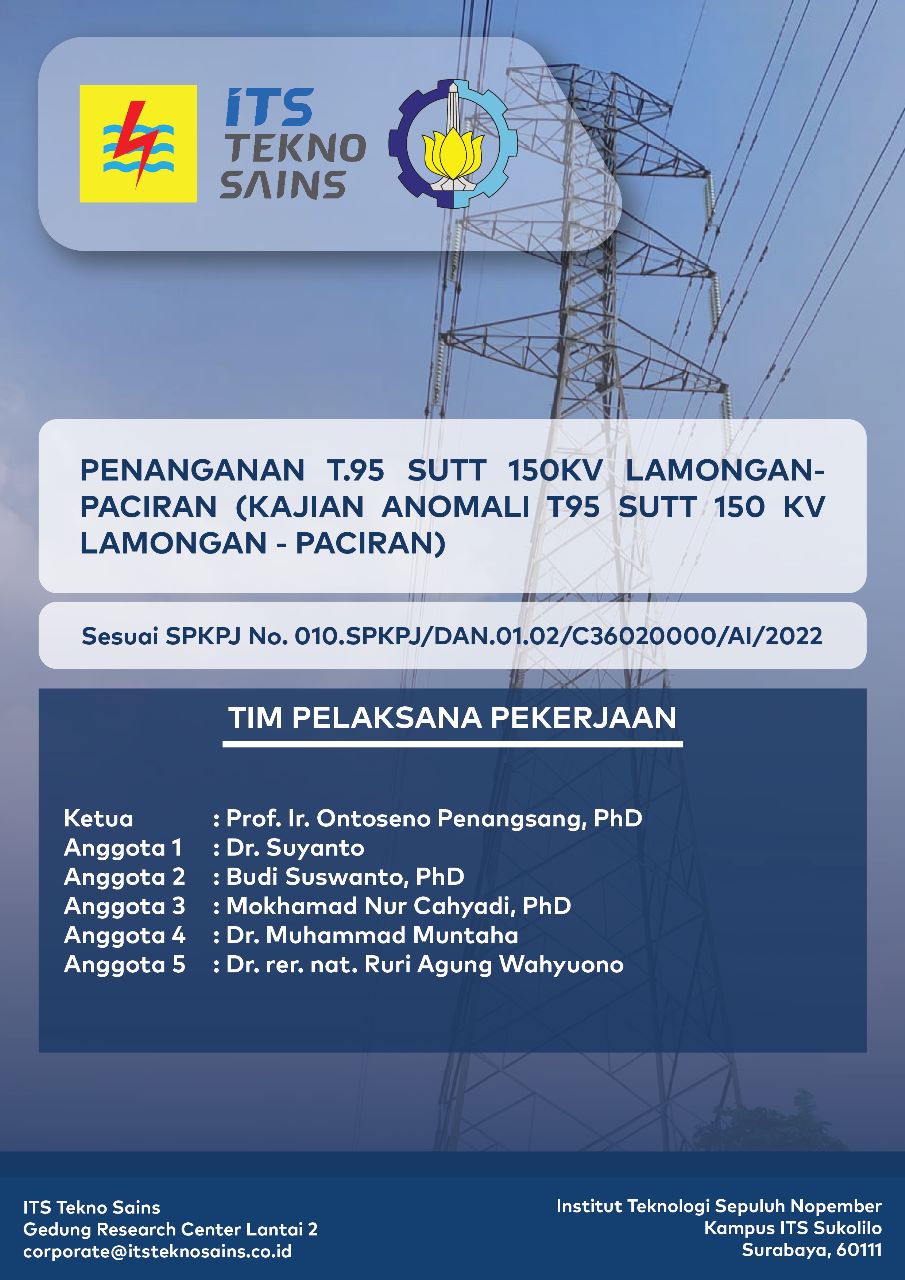 ITS
TEKNO
SAINS
PENANGANAN T.95 SUTT 150KV LAMONGAN-
PACIRAN (KAJIAN ANOMALI T95 SUTT 150 KV
LAMONGAN - PACIRAN)
Sesuai SPKPJ No. 010.SPKPJ/DAN.01.02/C36020000/AI/2022
TIM PELAKSANA PEKERJAAN
Ketua : Prof. Ir. Ontoseno Penangsang, PhD
Anggota 1 : Dr. Suyanto
Anggota 2 : Budi Suswanto, PhD
Anggota 3 : Mokhamad Nur Cahyadi, PhD
Anggota 4 : Dr. Muhammad Muntaha
Anggota 5 : Dr. rer. nat. Ruri Agung Wahyuono
ITS Tekno Sains
Gedung Research Center Lantai 2
corporate@itsteknosains.co.id
Institut Teknologi Sepuluh Nopember
Kampus ITS Sukolilo
Surabaya, 60111